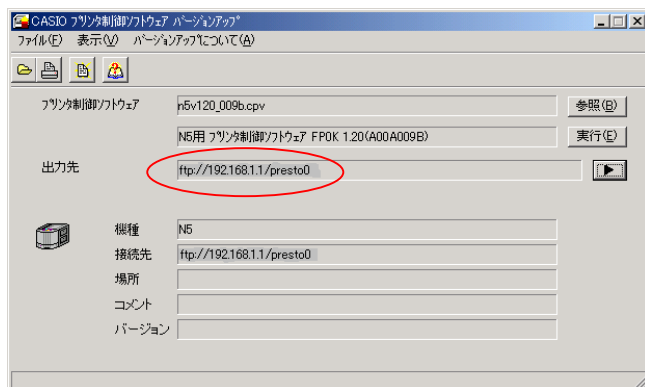 CASIO プリンタ制御ソフトウェア バージョンアップ
ファイル(F) 表示(V) バージョンアップについて(A)
プリンタ制御ソフトウェア n5v120_009b.cpv 参照(B)
N5用 プリンタ制御ソフトウェア FP0K 1.20(A00A009B) 実行(E)
出力先 ftp://192.168.1.1/presto0
機種 N5
接続先 ftp://192.168.1.1/presto0
場所
コメント
バージョン